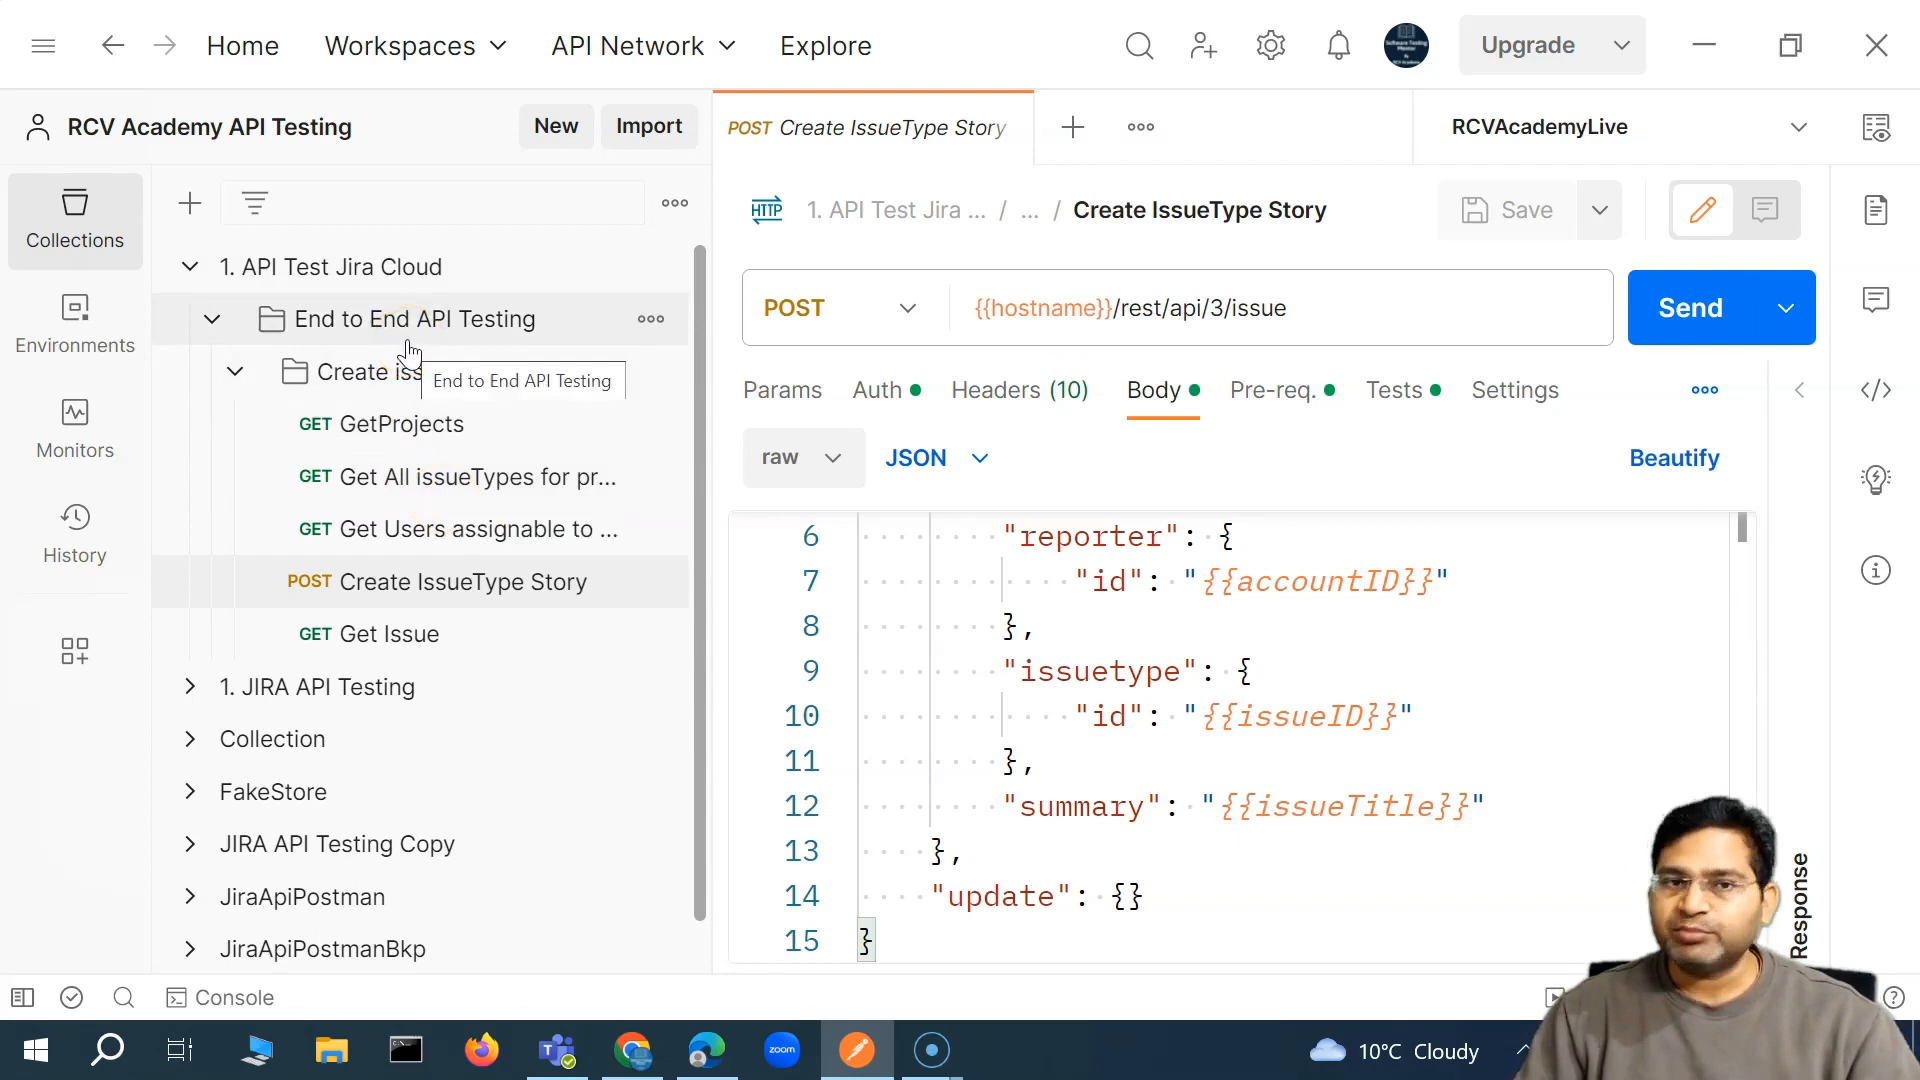 Home
Workspaces
API Network
Explore
Upgrade
RCV Academy API Testing
New
Import
POST Create IssueType Story
RCVAcademyLive
Collections
Environments
Monitors
History
1. API Test Jira Cloud
End to End API Testing
Create iss
End to End API Testing
GET GetProjects
GET Get All issueTypes for pr...
GET Get Users assignable to ...
POST Create IssueType Story
GET Get Issue
1. JIRA API Testing
Collection
FakeStore
JIRA API Testing Copy
JiraApiPostman
JiraApiPostmanBkp
HTTP 1. API Test Jira ... / ... / Create IssueType Story
Save
POST
{{hostname}}/rest/api/3/issue
Send
Params
Auth
Headers (10)
Body
Pre-req.
Tests
Settings
raw
JSON
Beautify
6 "reporter": {
7 "id": "{{accountID}}"
8 },
9 "issuetype": {
10 "id": "{{issueID}}"
11 },
12 "summary": "{{issueTitle}}"
13 },
14 "update": {}
15 }
Response
Console
zoom
10°C Cloudy